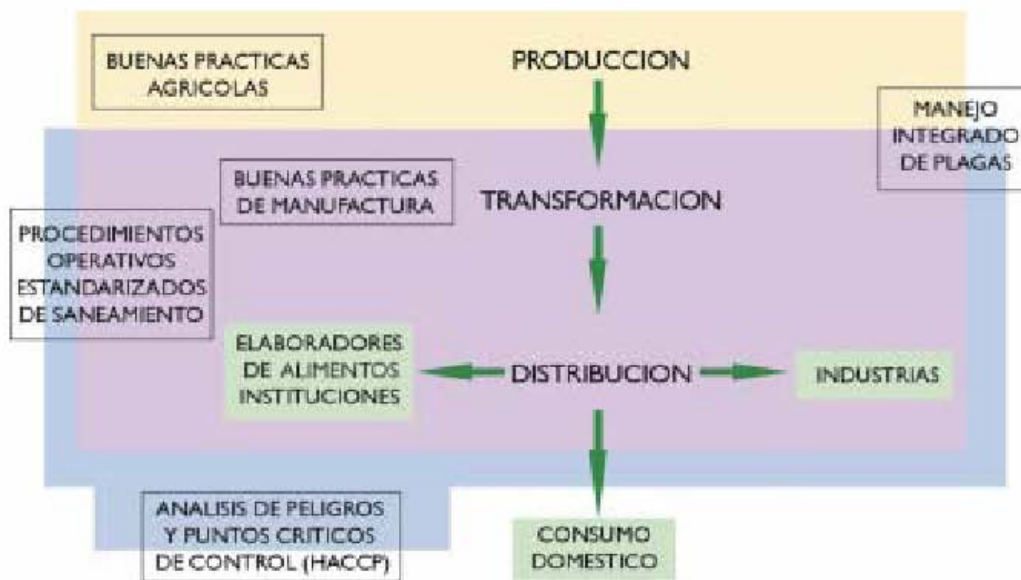 BUENAS PRACTICAS
AGRICOLAS
PRODUCCION
MANEJO
INTEGRADO
DE PLAGAS
BUENAS PRACTICAS
DE MANUFACTURA
TRANSFORMACION
PROCEDIMIENTOS
OPERATIVOS
ESTANDARIZADOS
DE SANEAMIENTO
ELABORADORES
DE ALIMENTOS
INSTITUCIONES
DISTRIBUCION
INDUSTRIAS
ANALISIS DE PELIGROS
Y PUNTOS CRITICOS
DE CONTROL (HACCP)
CONSUMO
DOMESTICO